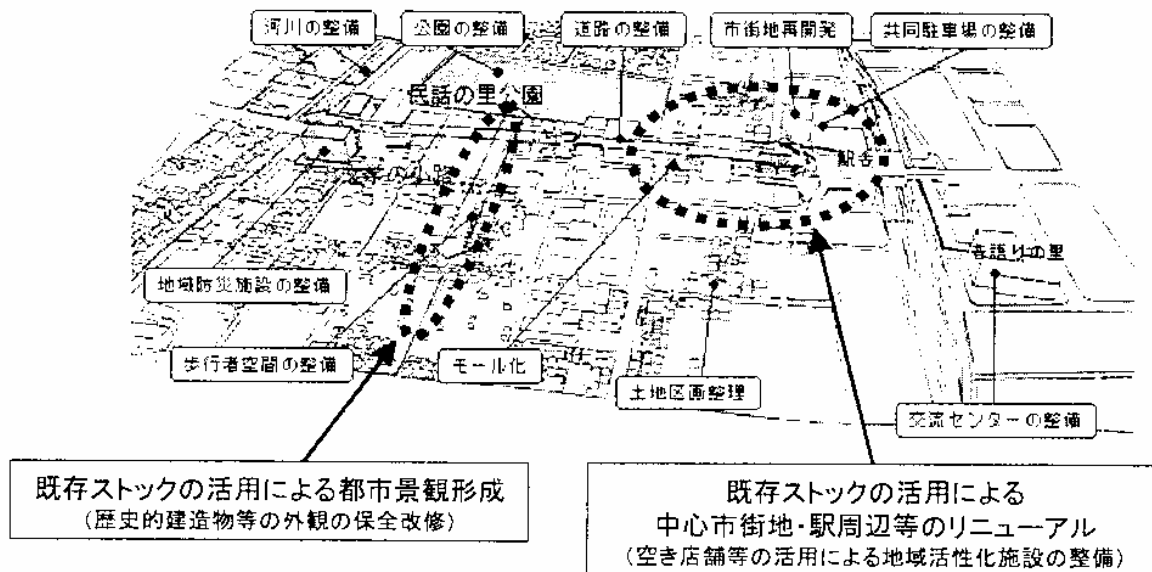 河川の整備
公園の整備
道路の整備
市街地再開発
共同駐車場の整備
民話の里公園
駅舎
昔語りの里
地域防災施設の整備
歩行者空間の整備
モール化
土地区画整理
交流センターの整備
既存ストックの活用による都市景観形成
(歴史的建造物等の外観の保全改修)
既存ストックの活用による
中心市街地・駅周辺等のリニューアル
(空き店舗等の活用による地域活性化施設の整備)